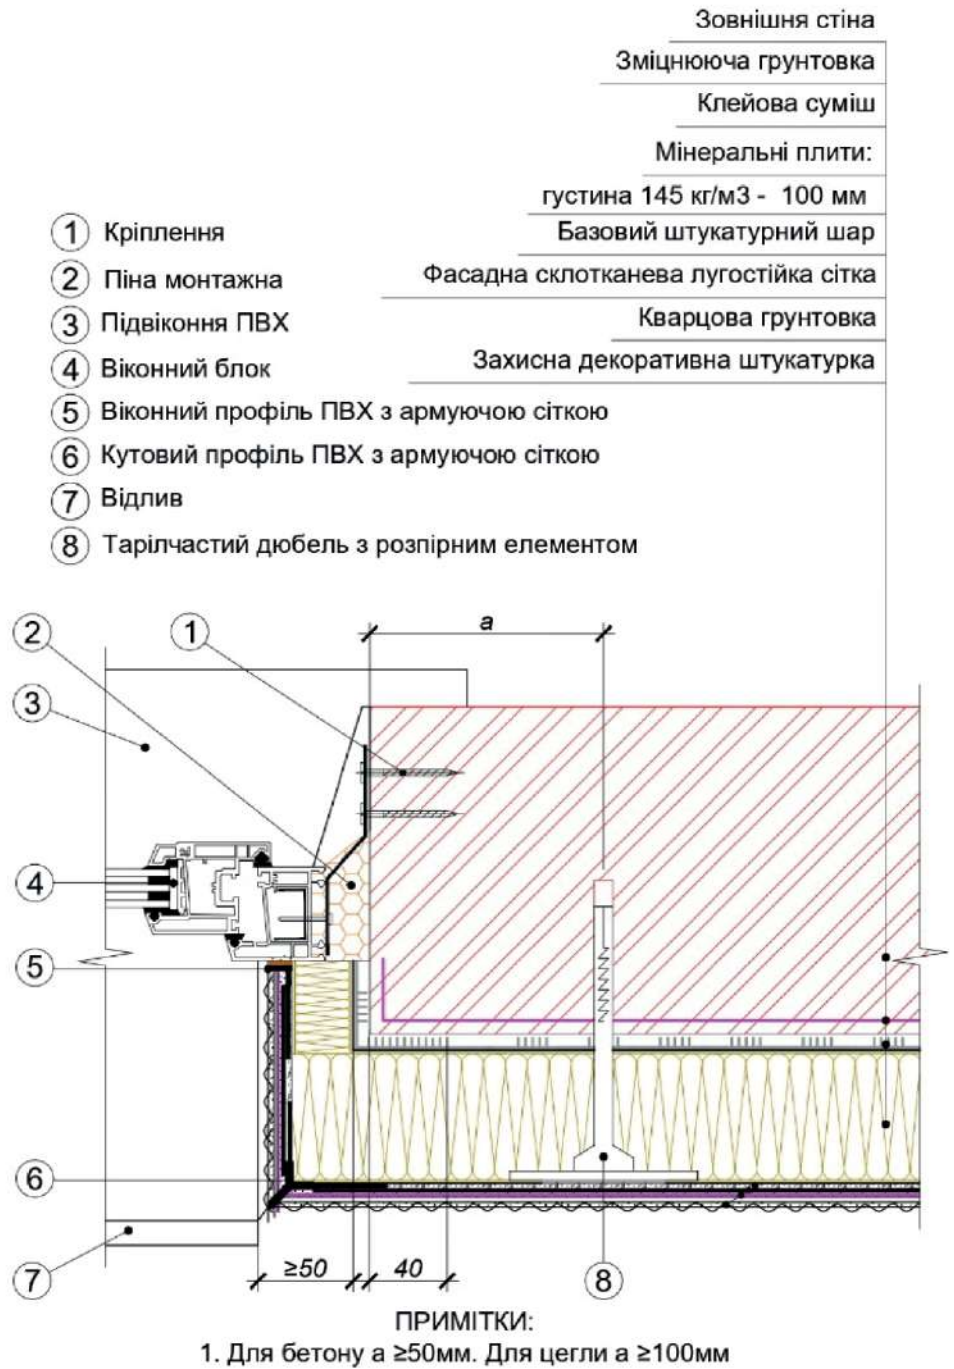 Зовнішня стіна
Зміцнююча грунтовка
Клейова суміш
Мінеральні плити:
густина 145 кг/м3 - 100 мм
Базовий штукатурний шар
Фасадна склотканева лугостійка сітка
Кварцова грунтовка
Захисна декоративна штукатурка
1 Кріплення
2 Піна монтажна
3 Підвіконня ПВХ
4 Віконний блок
5 Віконний профіль ПВХ з армуючою сіткою
6 Кутовий профіль ПВХ з армуючою сіткою
7 Відлив
8 Тарілчастий дюбель з розпірним елементом
2
1
а
3
4
5
6
7
≥50
40
8
ПРИМІТКИ:
1. Для бетону а ≥50мм. Для цегли а ≥100мм